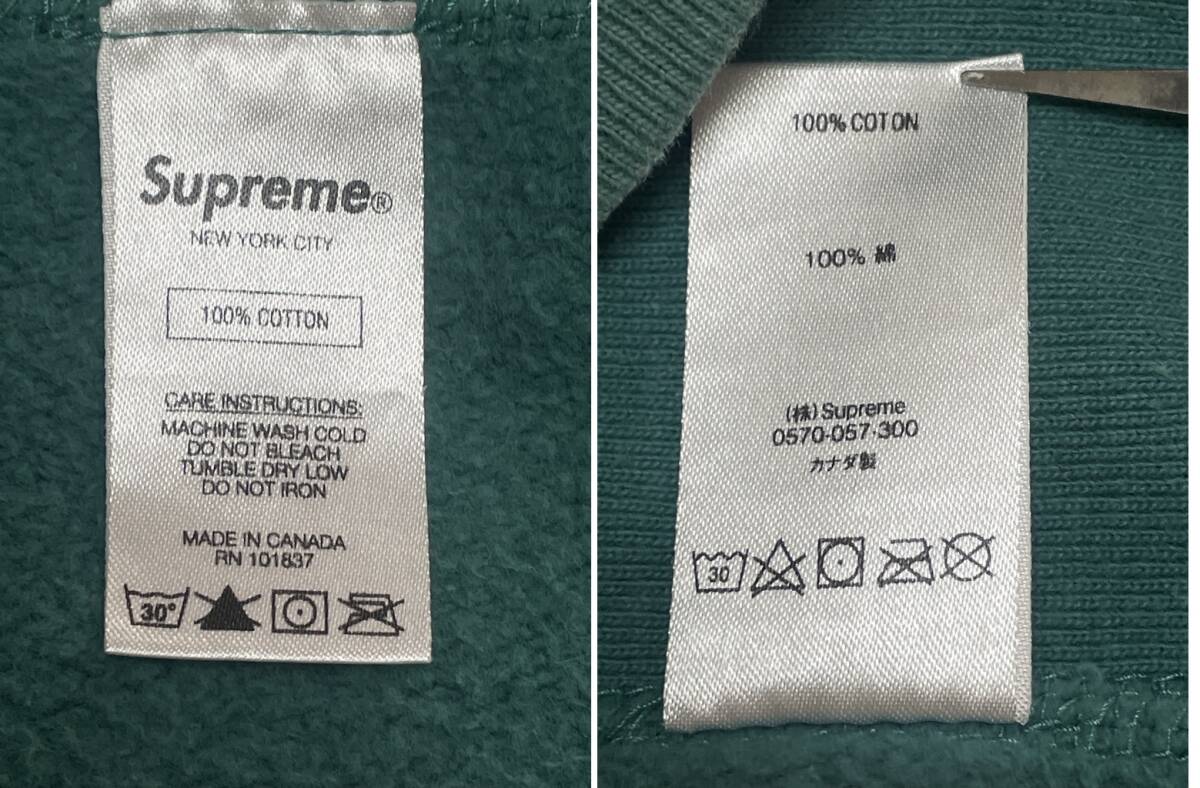 Supreme®
NEW YORK CITY
100% COTTON
CARE INSTRUCTIONS:
MACHINE WASH COLD
DO NOT BLEACH
TUMBLE DRY LOW
DO NOT IRON
MADE IN CANADA
RN 101837
30°
100% COTON
100% 綿
(株)Supreme
0570-057-300
カナダ製
30